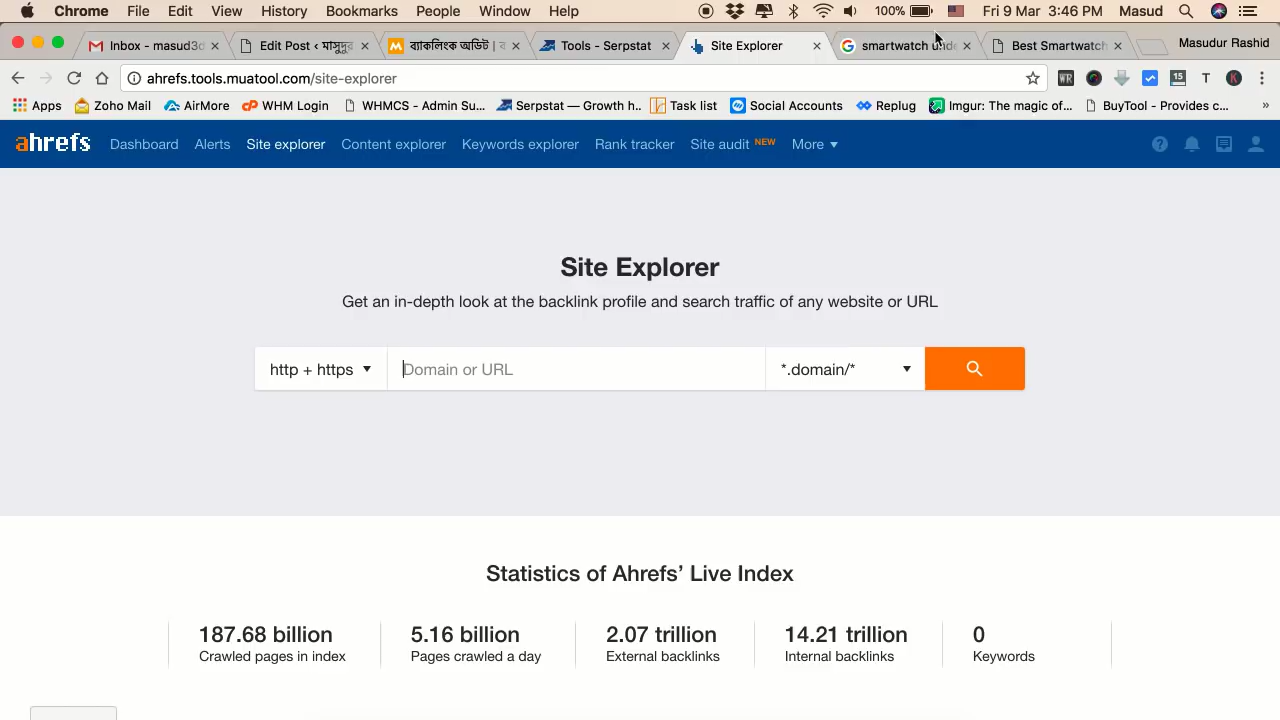 Chrome File Edit View History Bookmarks People Window Help 100% Fri 9 Mar 3:46 PM Masud
Inbox - masud3d Edit Post ‹ মাসুদুর ব্যাকলিংক অডিট | ব Tools - Serpstat Site Explorer smartwatch unde Best Smartwatch Masudur Rashid
ahrefs.tools.muatool.com/site-explorer
Apps Zoho Mail AirMore WHM Login WHMCS - Admin Su... Serpstat — Growth h.. Task list Social Accounts Replug Imgur: The magic of... BuyTool - Provides c... »
ahrefs Dashboard Alerts Site explorer Content explorer Keywords explorer Rank tracker Site audit NEW More
Site Explorer
Get an in-depth look at the backlink profile and search traffic of any website or URL
http + https Domain or URL *.domain/*
Statistics of Ahrefs’ Live Index
187.68 billion 5.16 billion 2.07 trillion 14.21 trillion 0
Crawled pages in index Pages crawled a day External backlinks Internal backlinks Keywords